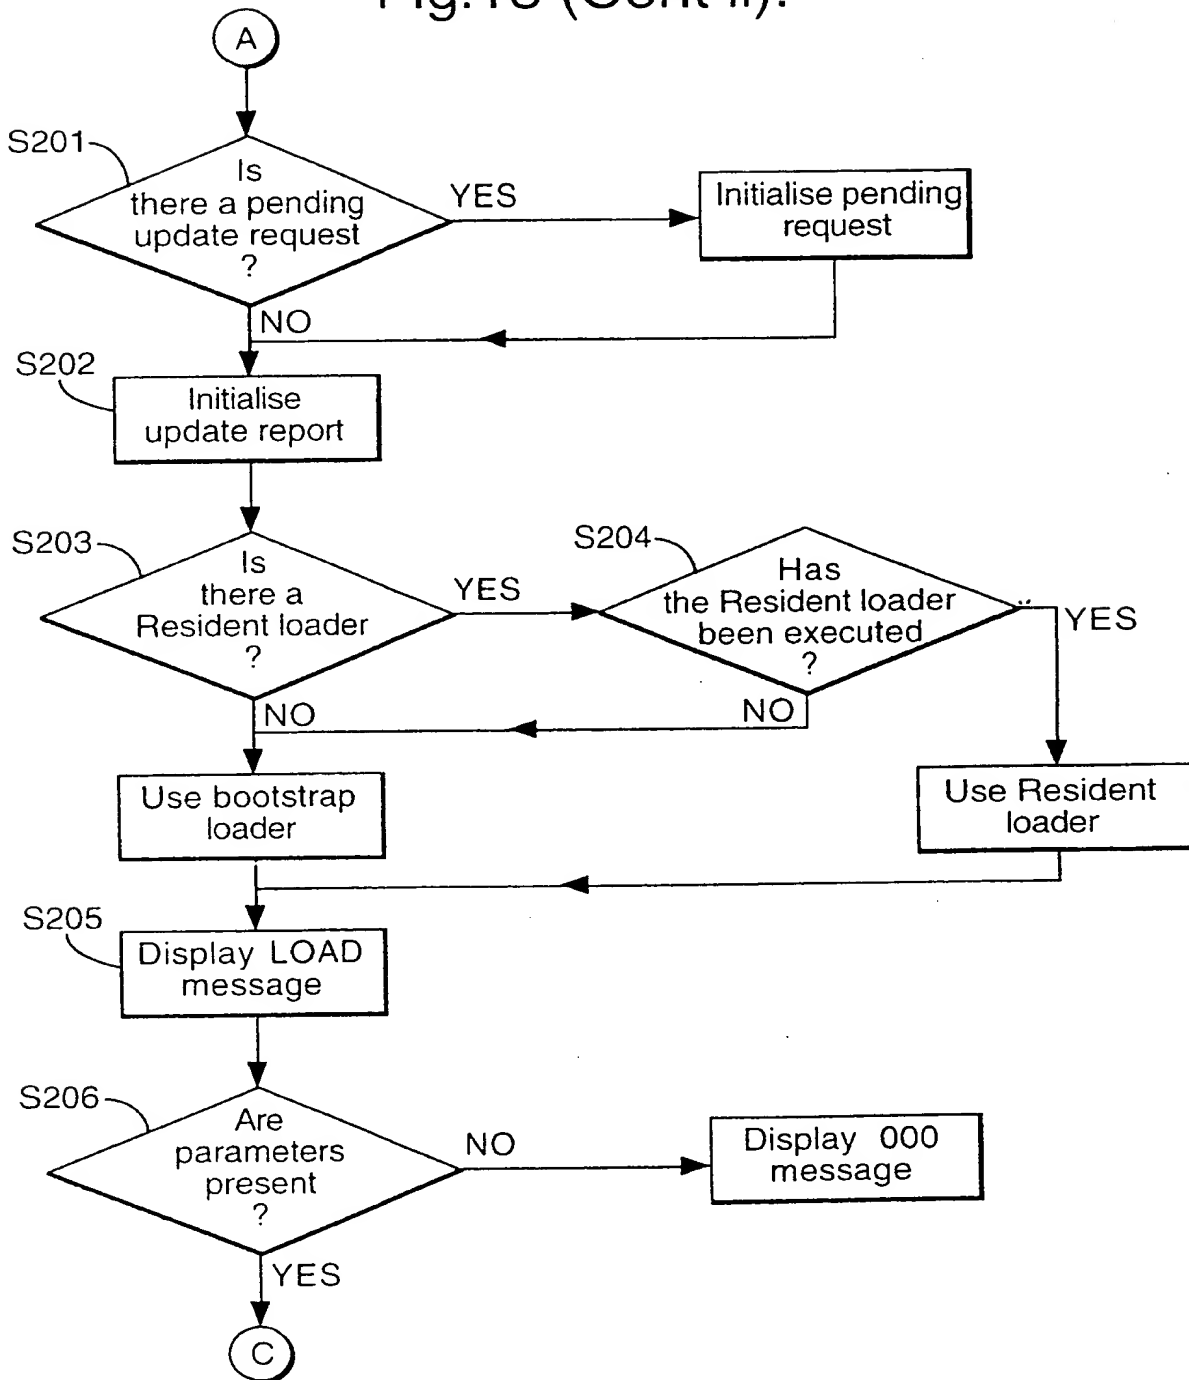 (Cont ii).
A
S201
Is
there a pending
update request
?
YES
Initialise pending
request
NO
S202
Initialise
update report
S203
Is
there a
Resident loader
?
YES
S204
Has
the Resident loader
been executed
?
YES
NO
NO
Use bootstrap
loader
Use Resident
loader
S205
Display LOAD
message
S206
Are
parameters
present
?
NO
Display 000
message
YES
C